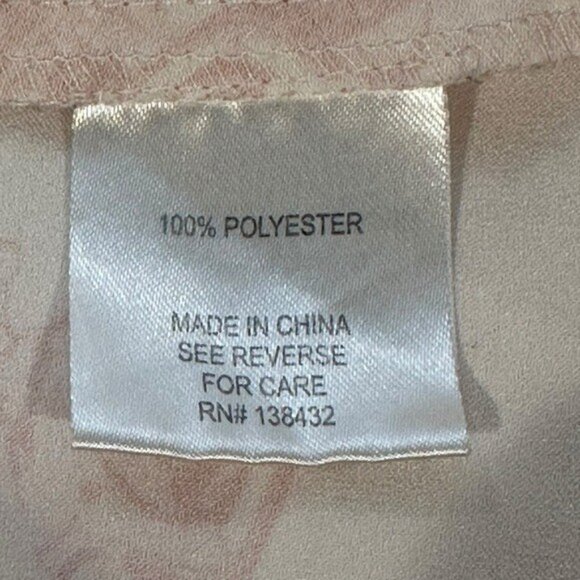 100% POLYESTER
MADE IN CHINA
SEE REVERSE
FOR CARE
RN# 138432